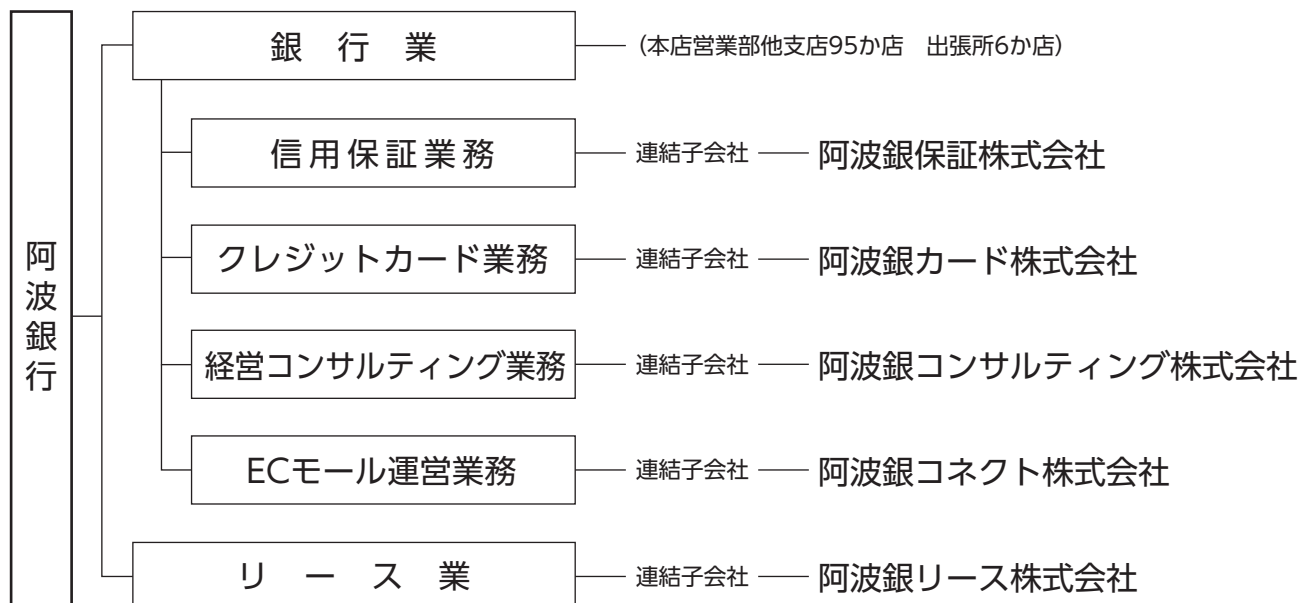 阿波銀行
銀行業 (本店営業部他支店95か店　出張所6か店)
信用保証業務 連結子会社 阿波銀保証株式会社
クレジットカード業務 連結子会社 阿波銀カード株式会社
経営コンサルティング業務 連結子会社 阿波銀コンサルティング株式会社
ECモール運営業務 連結子会社 阿波銀コネクト株式会社
リース業 連結子会社 阿波銀リース株式会社